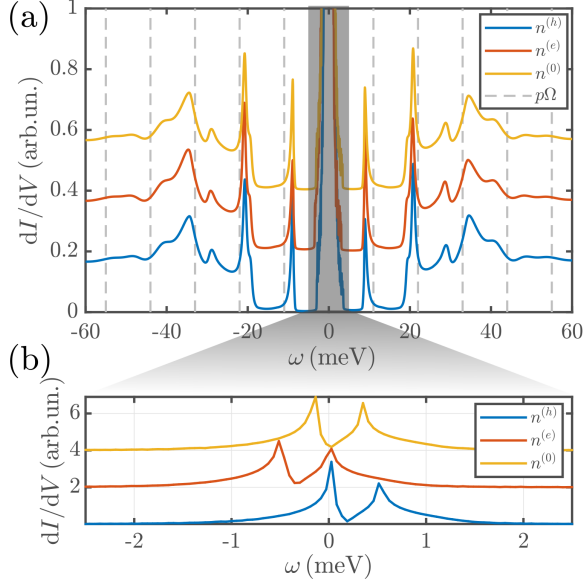 (a)
dI/dV (arb.un.)
1
0.8
0.6
0.4
0.2
0
n^(h)
n^(e)
n^(0)
pΩ
-60 -40 -20 0 20 40 60
ω (meV)
(b)
dI/dV (arb.un.)
6
4
2
0
n^(h)
n^(e)
n^(0)
-2 -1 0 1 2
ω (meV)